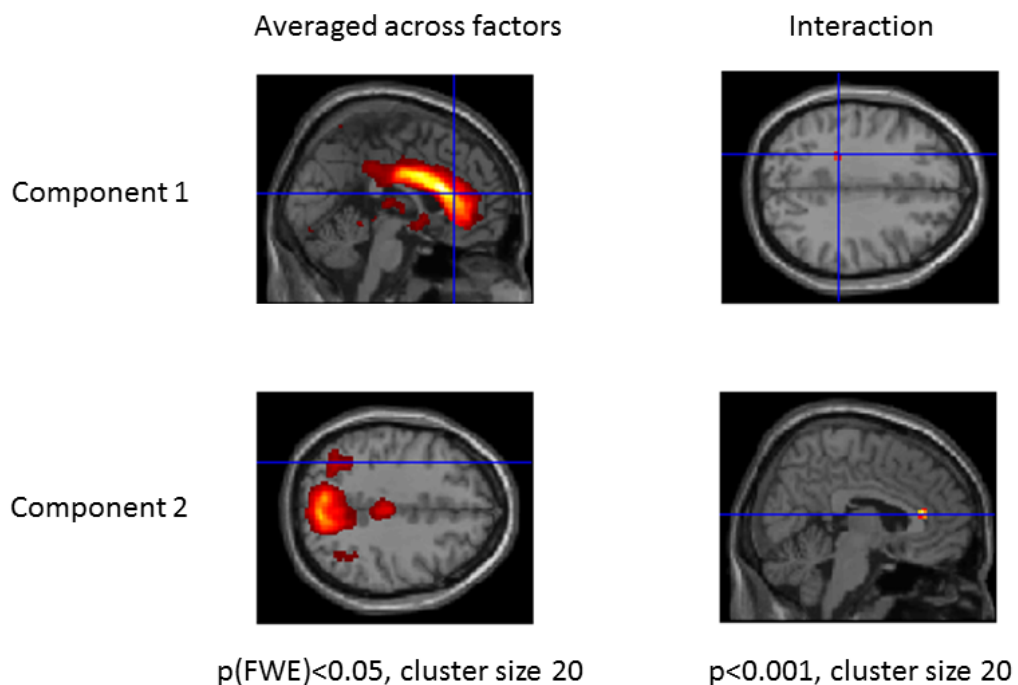 Averaged across factors
Interaction
Component 1
Component 2
p(FWE)<0.05, cluster size 20
p<0.001, cluster size 20